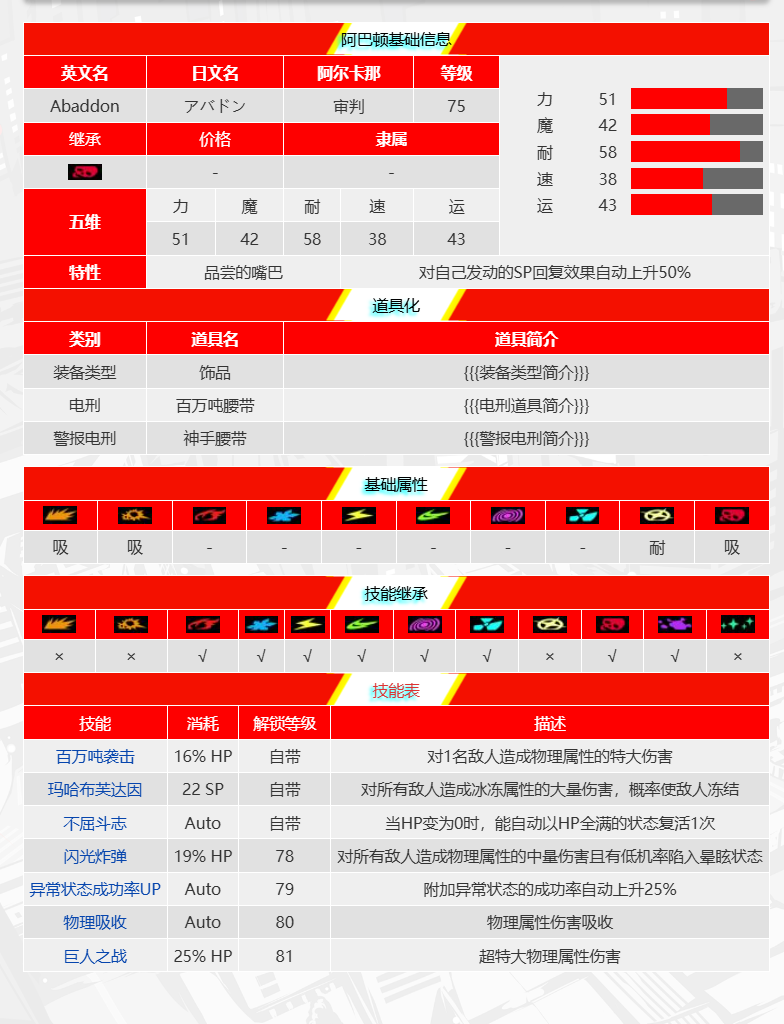 阿巴顿基础信息
英文名 日文名 阿尔卡那 等级
Abaddon アバドン 审判 75
力 51
魔 42
耐 58
速 38
运 43
继承 价格 隶属
- -
五维 力 魔 耐 速 运
51 42 58 38 43
特性 品尝的嘴巴 对自己发动的SP回复效果自动上升50%
道具化
类别 道具名 道具简介
装备类型 饰品 {{{装备类型简介}}}
电刑 百万吨腰带 {{{电刑道具简介}}}
警报电刑 神手腰带 {{{警报电刑简介}}}
基础属性
吸 吸 - - - - - - 耐 吸
技能继承
× × √ √ √ √ √ √ × √ √ ×
技能表
技能 消耗 解锁等级 描述
百万吨袭击 16% HP 自带 对1名敌人造成物理属性的特大伤害
玛哈布芙达因 22 SP 自带 对所有敌人造成冰冻属性的大量伤害，概率使敌人冻结
不屈斗志 Auto 自带 当HP变为0时，能自动以HP全满的状态复活1次
闪光炸弹 19% HP 78 对所有敌人造成物理属性的中量伤害且有低机率陷入晕眩状态
异常状态成功率UP Auto 79 附加异常状态的成功率自动上升25%
物理吸收 Auto 80 物理属性伤害吸收
巨人之战 25% HP 81 超特大物理属性伤害